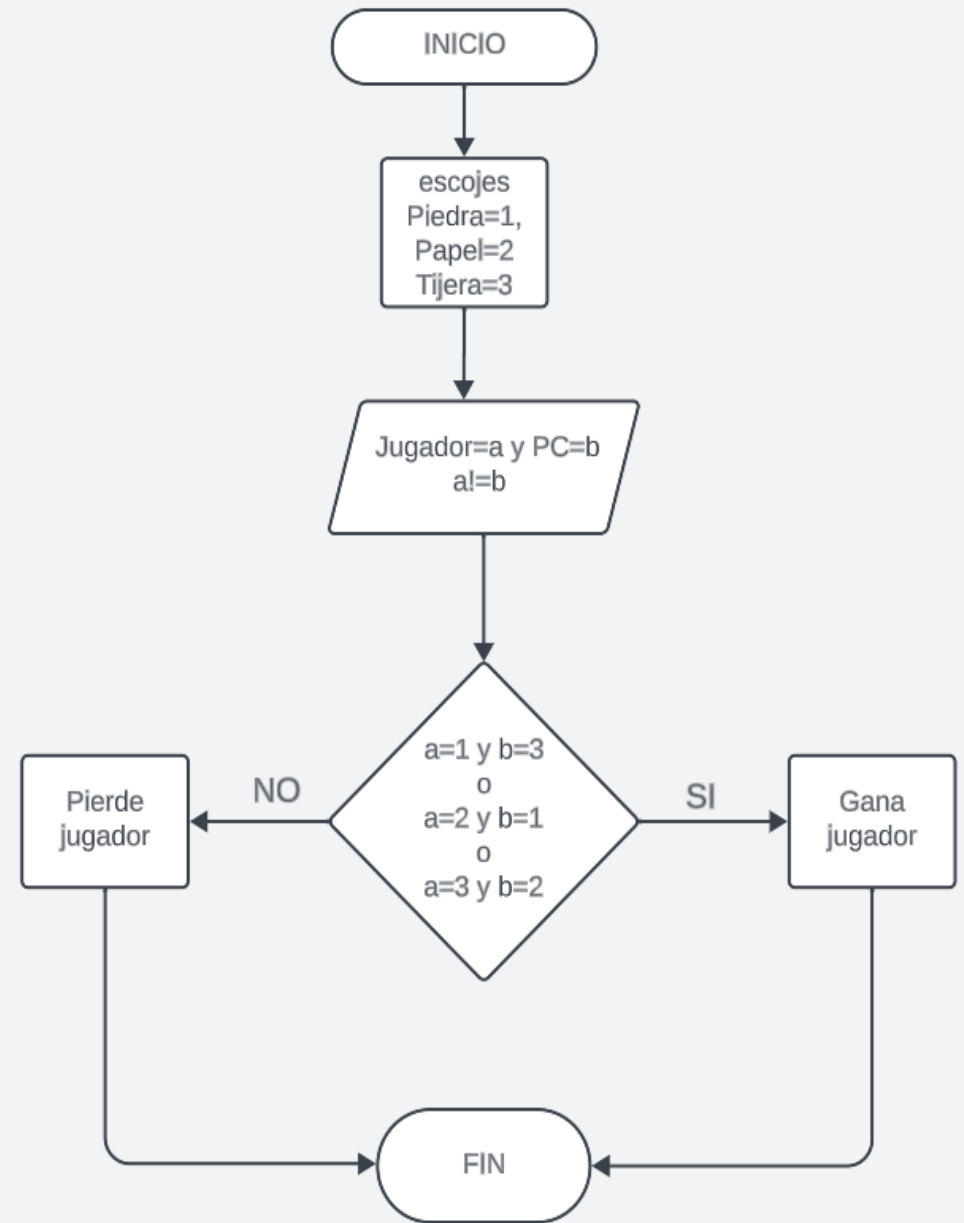 INICIO
escojes
Piedra=1,
Papel=2
Tijera=3
Jugador=a y PC=b
a!=b
a=1 y b=3
o
a=2 y b=1
o
a=3 y b=2
NO
SI
Pierde
jugador
Gana
jugador
FIN